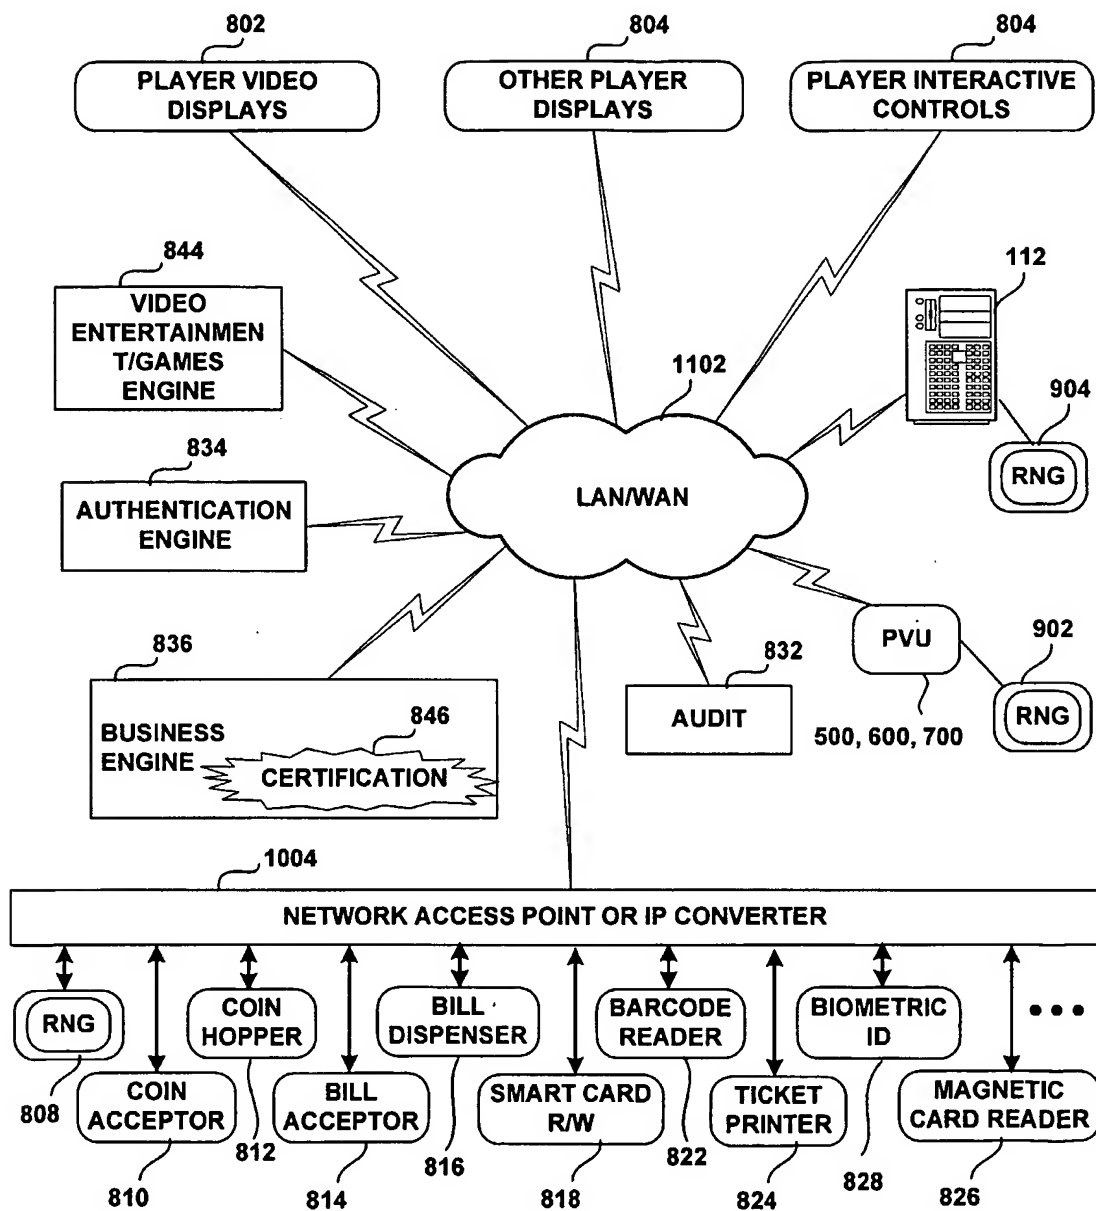 802
804
804
PLAYER VIDEO
DISPLAYS
OTHER PLAYER
DISPLAYS
PLAYER INTERACTIVE
CONTROLS
844
VIDEO
ENTERTAINMEN
T/GAMES
ENGINE
112
1102
904
RNG
834
AUTHENTICATION
ENGINE
LAN/WAN
836
BUSINESS
ENGINE
846
CERTIFICATION
832
AUDIT
PVU
500, 600, 700
902
RNG
1004
NETWORK ACCESS POINT OR IP CONVERTER
RNG
808
COIN
ACCEPTOR
810
COIN
HOPPER
812
BILL
ACCEPTOR
814
BILL
DISPENSER
816
SMART CARD
R/W
818
BARCODE
READER
822
TICKET
PRINTER
824
BIOMETRIC
ID
828
MAGNETIC
CARD READER
826